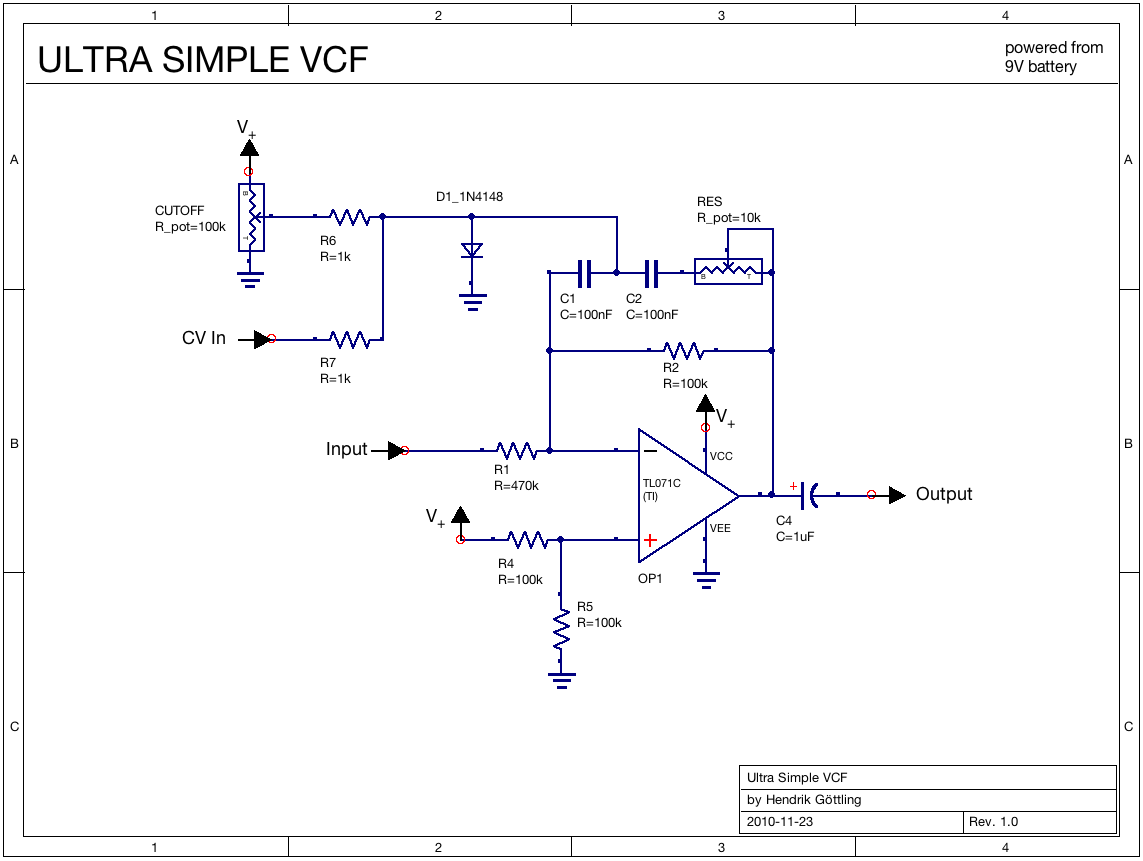 1 2 3 4
ULTRA SIMPLE VCF
powered from
9V battery
A A
V+
B
T
CUTOFF
R_pot=100k
R6
R=1k
D1_1N4148
RES
R_pot=10k
B T
C1
C=100nF
C2
C=100nF
CV In
R7
R=1k
R2
R=100k
V+
B B
Input
R1
R=470k
−
VCC
TL071C
(TI)
+
Output
C4
C=1uF
V+
VEE
+
R4
R=100k
OP1
R5
R=100k
C C
Ultra Simple VCF
by Hendrik Göttling
2010-11-23 Rev. 1.0
1 2 3 4